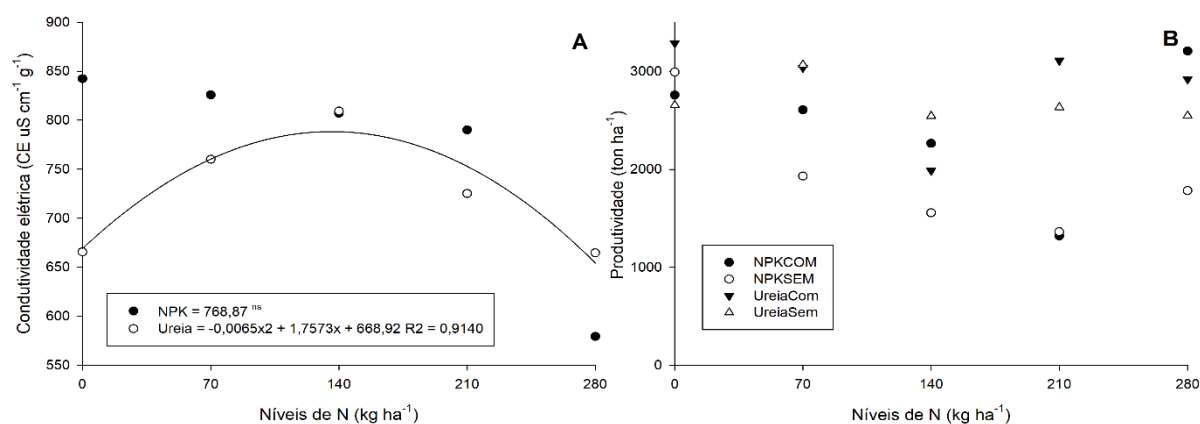 Condutividade elétrica (CE uS cm⁻¹ g⁻¹)
900
850
800
750
700
650
600
550
A
NPK = 768,87 ns
Ureia = -0,0065x2 + 1,7573x + 668,92 R2 = 0,9140
0 70 140 210 280
Níveis de N (kg ha⁻¹)
Produtividade (ton ha⁻¹)
3000
2000
1000
0
B
NPKCOM
NPKSEM
UreiaCom
UreiaSem
0 70 140 210 280
Níveis de N (kg ha⁻¹)